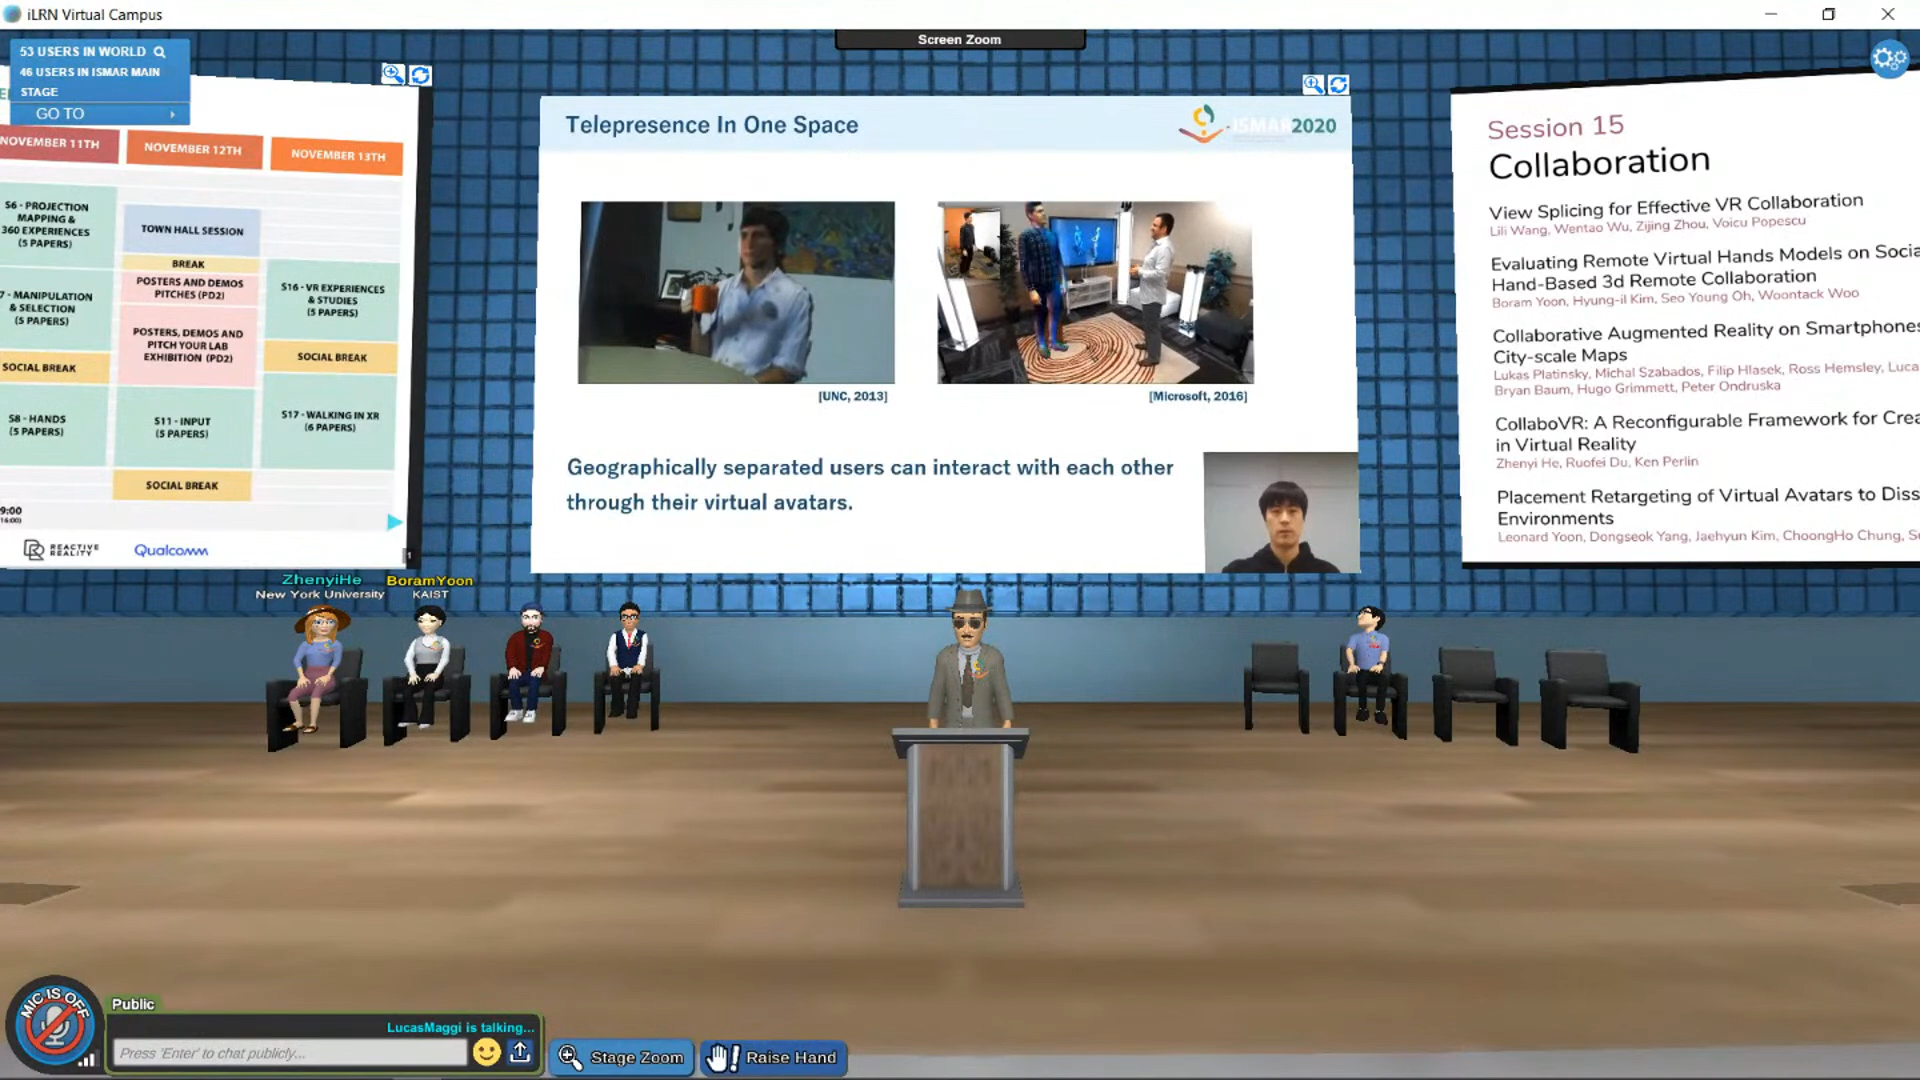 iLRN Virtual Campus
Screen Zoom
53 USERS IN WORLD
46 USERS IN ISMAR MAIN
STAGE
GO TO
NOVEMBER 11TH
NOVEMBER 12TH
NOVEMBER 13TH
S6 - PROJECTION
MAPPING &
360 EXPERIENCES
(5 PAPERS)
7 - MANIPULATION
& SELECTION
(5 PAPERS)
SOCIAL BREAK
S8 - HANDS
(5 PAPERS)
TOWN HALL SESSION
BREAK
POSTERS AND DEMOS
PITCHES (PD2)
POSTERS, DEMOS AND
PITCH YOUR LAB
EXHIBITION (PD2)
S11 - INPUT
(5 PAPERS)
SOCIAL BREAK
S16 - VR EXPERIENCES
& STUDIES
(5 PAPERS)
SOCIAL BREAK
S17 - WALKING IN XR
(6 PAPERS)
9:00
16:00)
REACTIVE
REALITY
Qualcomm
1
Telepresence In One Space
ISMAR2020
[UNC, 2013]
[Microsoft, 2016]
Geographically separated users can interact with each other
through their virtual avatars.
Session 15
Collaboration
View Splicing for Effective VR Collaboration
Lili Wang, Wentao Wu, Zijing Zhou, Voicu Popescu
Evaluating Remote Virtual Hands Models on Socia
Hand-Based 3d Remote Collaboration
Boram Yoon, Hyung-il Kim, Seo Young Oh, Woontack Woo
Collaborative Augmented Reality on Smartphones
City-scale Maps
Lukas Platinsky, Michal Szabados, Filip Hlasek, Ross Hemsley, Luca
Bryan Baum, Hugo Grimmett, Peter Ondruska
CollaboVR: A Reconfigurable Framework for Crea
in Virtual Reality
Zhenyi He, Ruofei Du, Ken Perlin
Placement Retargeting of Virtual Avatars to Diss
Environments
Leonard Yoon, Dongseok Yang, Jaehyun Kim, ChoongHo Chung, S
ZhenyiHe
New York University
BoramYoon
KAIST
MIC IS OFF
Public
LucasMaggi is talking...
Press 'Enter' to chat publicly...
Stage Zoom
Raise Hand